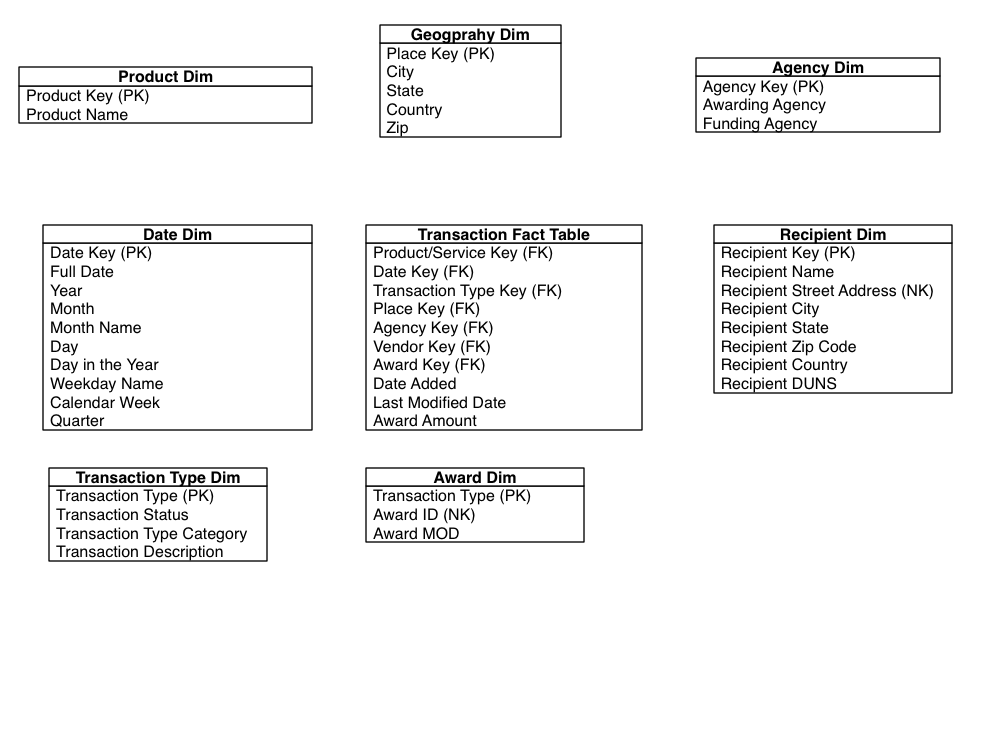 Product Dim
Product Key (PK)
Product Name
Geogprahy Dim
Place Key (PK)
City
State
Country
Zip
Agency Dim
Agency Key (PK)
Awarding Agency
Funding Agency
Date Dim
Date Key (PK)
Full Date
Year
Month
Month Name
Day
Day in the Year
Weekday Name
Calendar Week
Quarter
Transaction Fact Table
Product/Service Key (FK)
Date Key (FK)
Transaction Type Key (FK)
Place Key (FK)
Agency Key (FK)
Vendor Key (FK)
Award Key (FK)
Date Added
Last Modified Date
Award Amount
Recipient Dim
Recipient Key (PK)
Recipient Name
Recipient Street Address (NK)
Recipient City
Recipient State
Recipient Zip Code
Recipient Country
Recipient DUNS
Transaction Type Dim
Transaction Type (PK)
Transaction Status
Transaction Type Category
Transaction Description
Award Dim
Transaction Type (PK)
Award ID (NK)
Award MOD